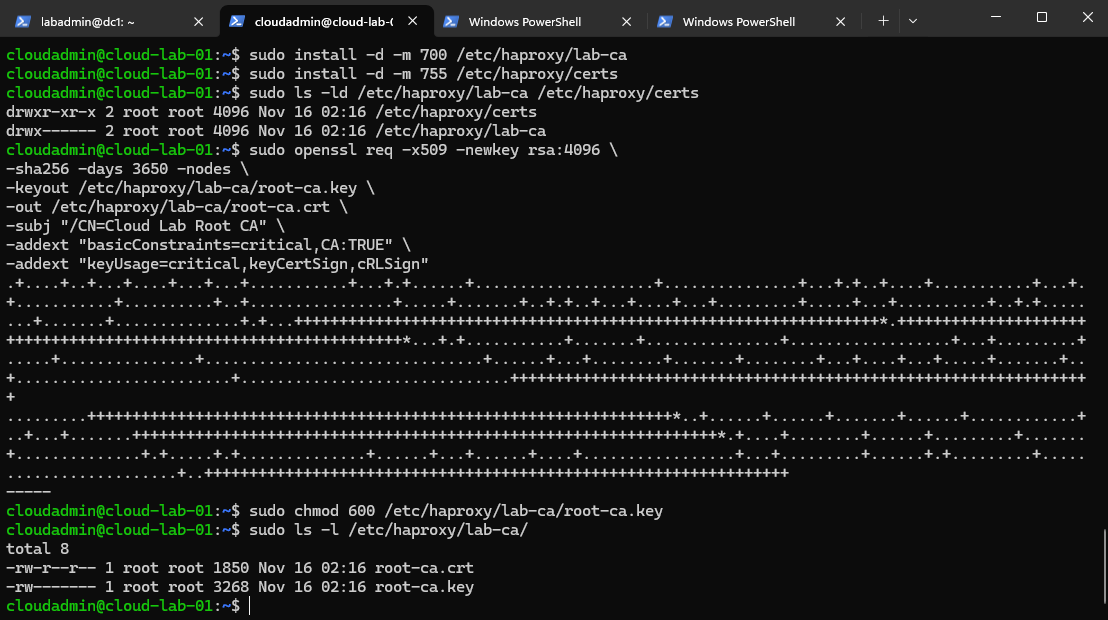 labadmin@dc1: ~
cloudadmin@cloud-lab-(
Windows PowerShell
Windows PowerShell
cloudadmin@cloud-lab-01:~$ sudo install -d -m 700 /etc/haproxy/lab-ca
cloudadmin@cloud-lab-01:~$ sudo install -d -m 755 /etc/haproxy/certs
cloudadmin@cloud-lab-01:~$ sudo ls -ld /etc/haproxy/lab-ca /etc/haproxy/certs
drwxr-xr-x 2 root root 4096 Nov 16 02:16 /etc/haproxy/certs
drwx------ 2 root root 4096 Nov 16 02:16 /etc/haproxy/lab-ca
cloudadmin@cloud-lab-01:~$ sudo openssl req -x509 -newkey rsa:4096 \
-sha256 -days 3650 -nodes \
-keyout /etc/haproxy/lab-ca/root-ca.key \
-out /etc/haproxy/lab-ca/root-ca.crt \
-subj "/CN=Cloud Lab Root CA" \
-addext "basicConstraints=critical,CA:TRUE" \
-addext "keyUsage=critical,keyCertSign,cRLSign"
-----
cloudadmin@cloud-lab-01:~$ sudo chmod 600 /etc/haproxy/lab-ca/root-ca.key
cloudadmin@cloud-lab-01:~$ sudo ls -l /etc/haproxy/lab-ca/
total 8
-rw-r--r-- 1 root root 1850 Nov 16 02:16 root-ca.crt
-rw------- 1 root root 3268 Nov 16 02:16 root-ca.key
cloudadmin@cloud-lab-01:~$